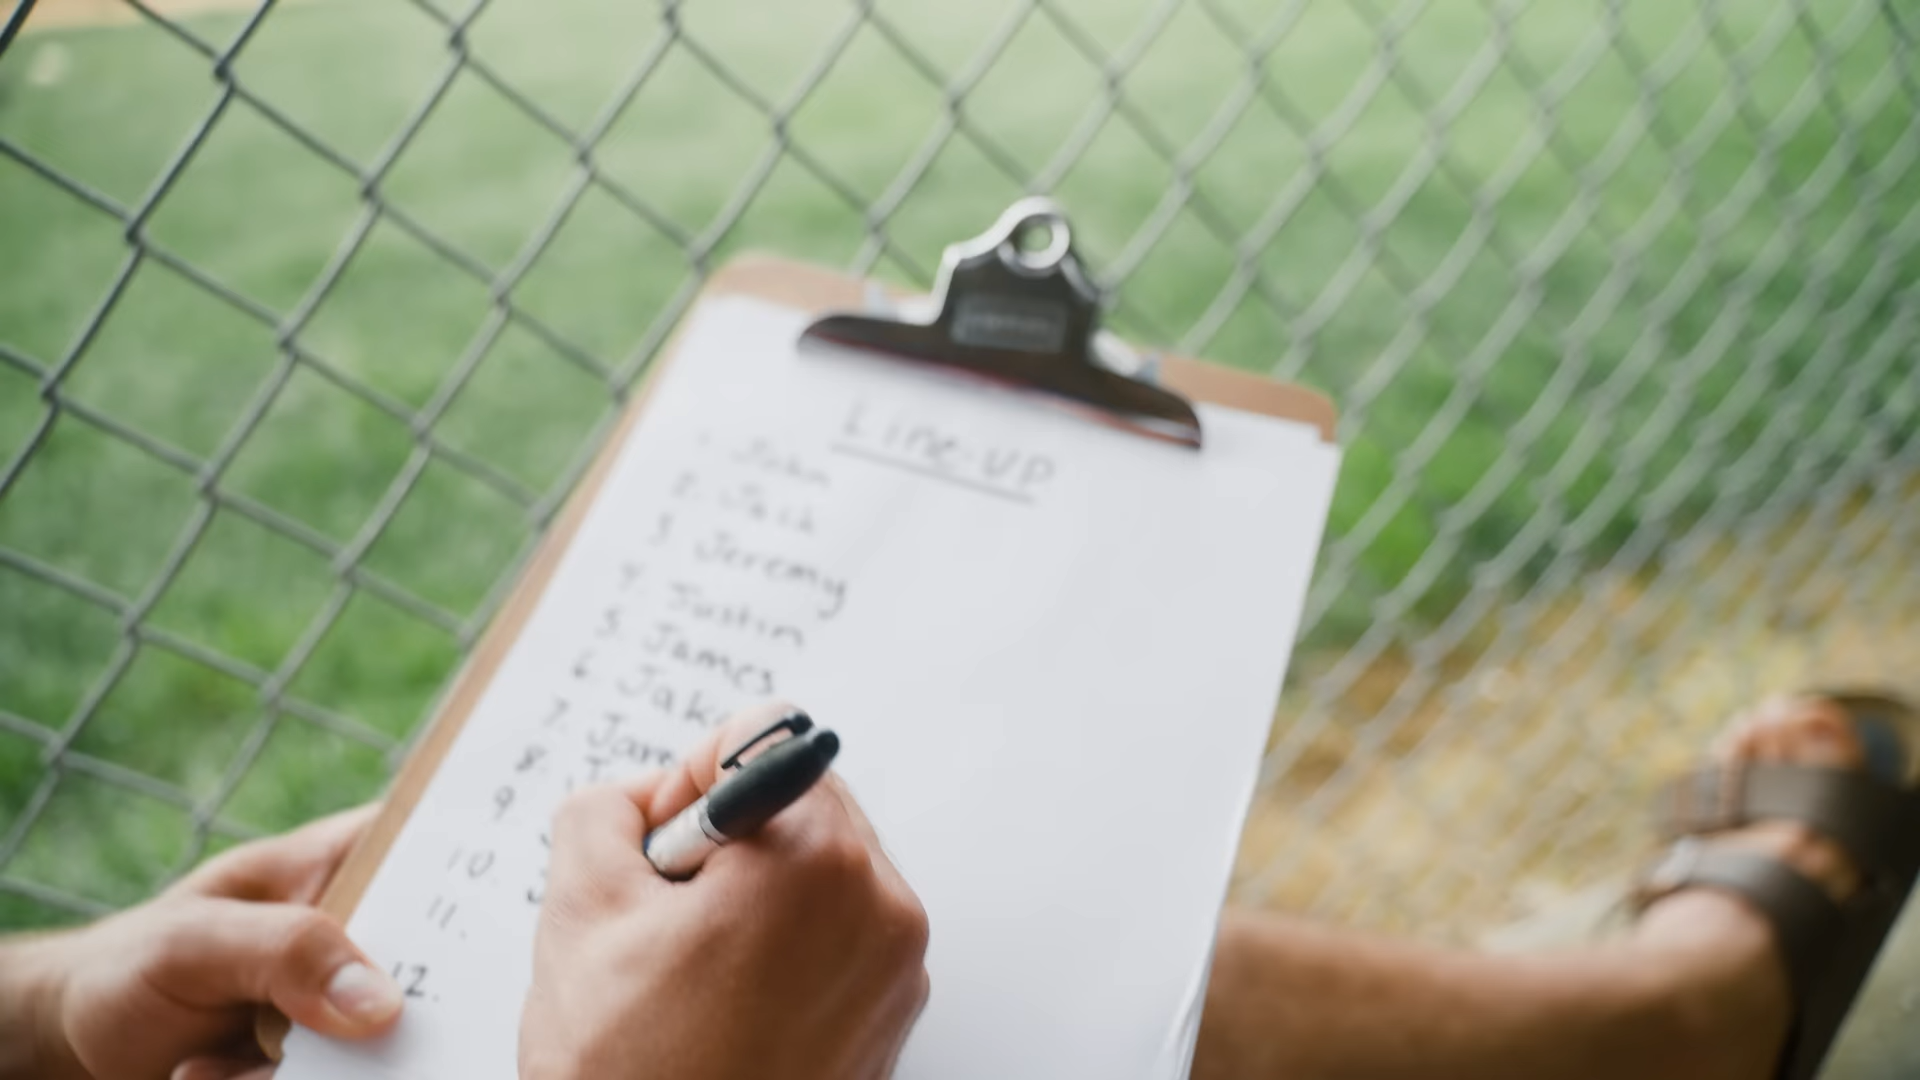 Line-up
1. John
2. Jack
3. Jeremy
4. Justin
5. James
6. Jake
7.
8.
9
10.
11.
12.